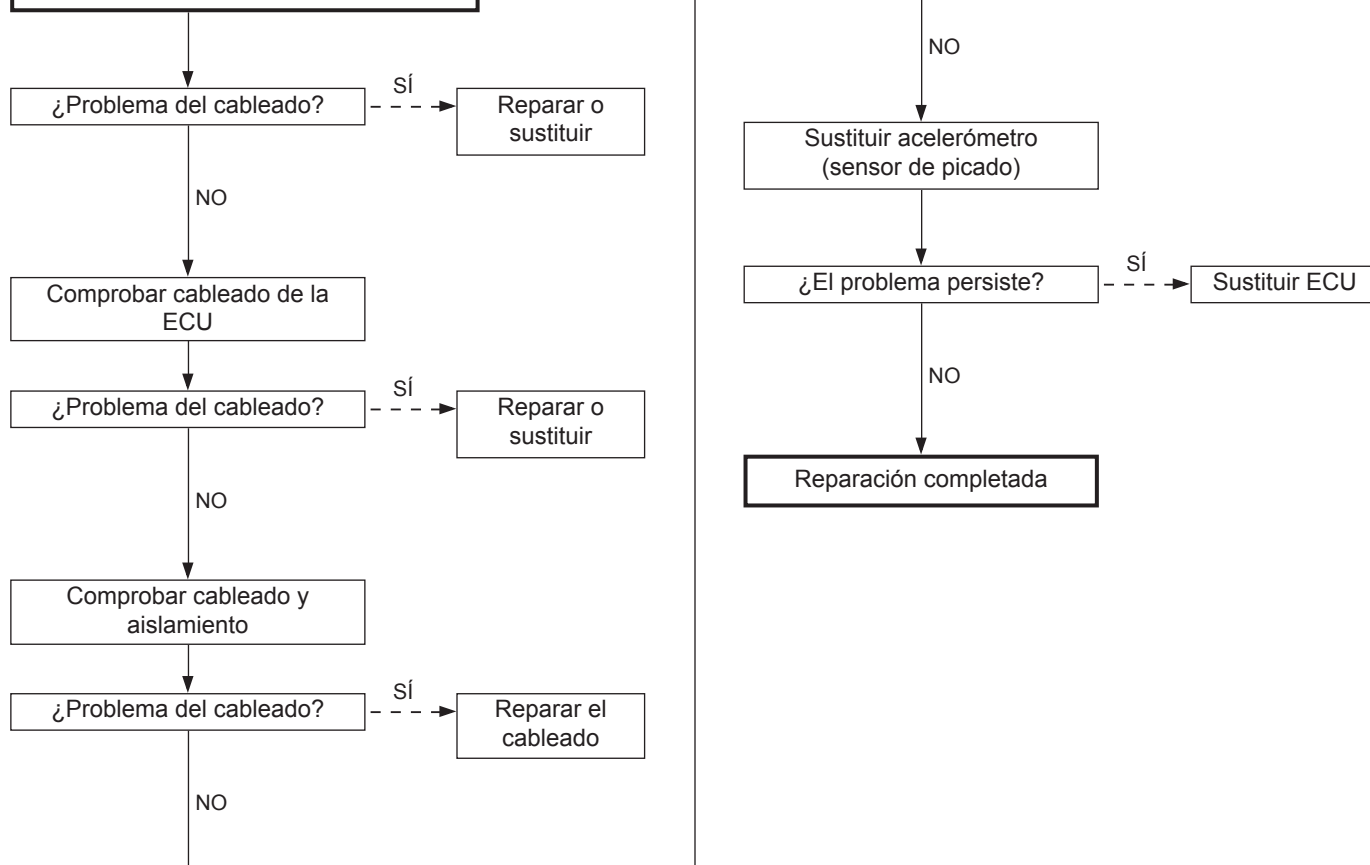 ¿Problema del cableado?
SÍ
Reparar o
sustituir
NO
Comprobar cableado de la
ECU
¿Problema del cableado?
SÍ
Reparar o
sustituir
NO
Comprobar cableado y
aislamiento
¿Problema del cableado?
SÍ
Reparar el
cableado
NO
NO
Sustituir acelerómetro
(sensor de picado)
¿El problema persiste?
SÍ
Sustituir ECU
NO
Reparación completada